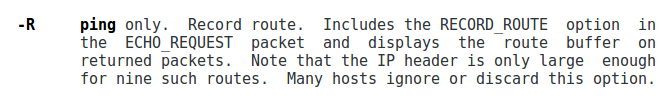 -R ping only. Record route. Includes the RECORD_ROUTE option in
the ECHO_REQUEST packet and displays the route buffer on
returned packets. Note that the IP header is only large enough
for nine such routes. Many hosts ignore or discard this option.